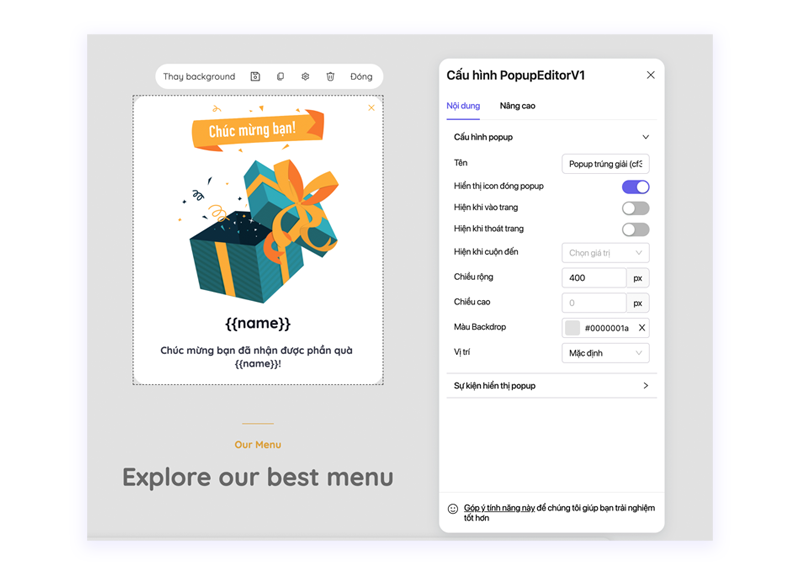 Thay background
Đóng
Chúc mừng bạn!
{{name}}
Chúc mừng bạn đã nhận được phần quà
{{name}}!
Our Menu
Explore our best menu
Cấu hình PopupEditorV1
Nội dung
Nâng cao
Cấu hình popup
Tên
Popup trúng giải (cf3
Hiển thị icon đóng popup
Hiện khi vào trang
Hiện khi thoát trang
Hiện khi cuộn đến
Chọn giá trị
Chiều rộng
400
px
Chiều cao
0
px
Màu Backdrop
#0000001a
Vị trí
Mặc định
Sự kiện hiển thị popup
Góp ý tính năng này để chúng tôi giúp bạn trải nghiệm
tốt hơn